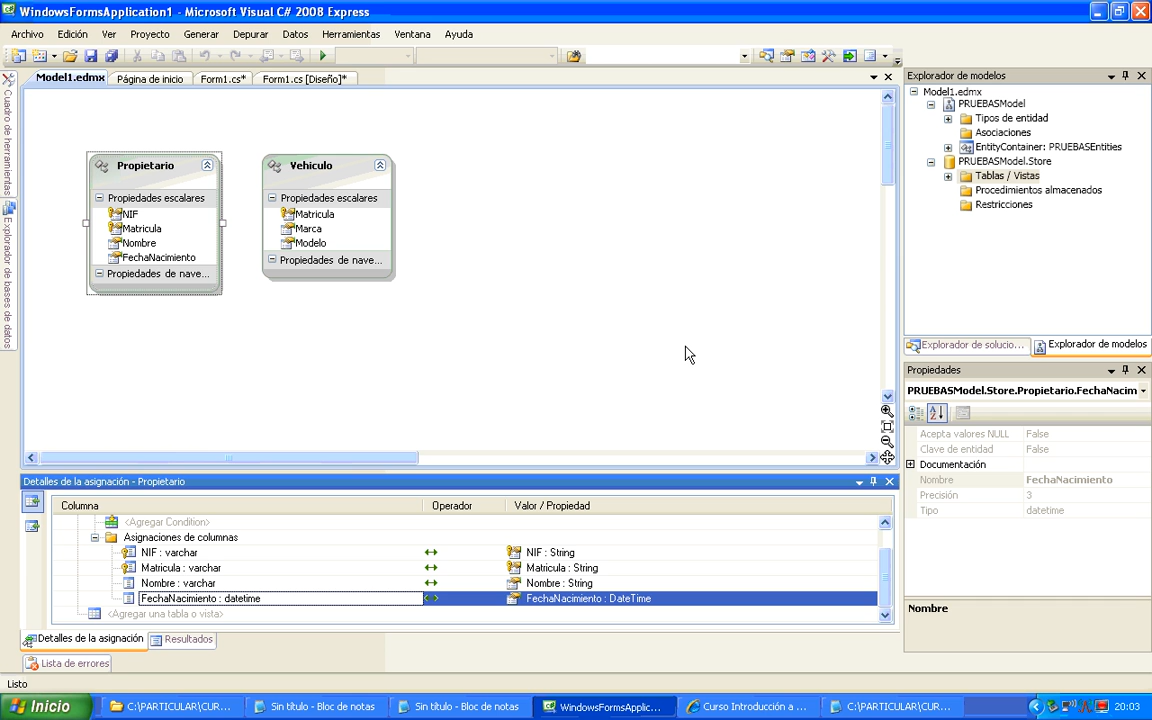 WindowsFormsApplication1 - Microsoft Visual C# 2008 Express
Archivo Edición Ver Proyecto Generar Depurar Datos Herramientas Ventana Ayuda
Model1.edmx Página de inicio Form1.cs* Form1.cs [Diseño]*
Cuadro de herramientas
Explorador de bases de datos
Propietario
Propiedades escalares
NIF
Matricula
Nombre
FechaNacimiento
Propiedades de nave...
Vehiculo
Propiedades escalares
Matricula
Marca
Modelo
Propiedades de nave...
Explorador de modelos
Model1.edmx
PRUEBASModel
Tipos de entidad
Asociaciones
EntityContainer: PRUEBASEntities
PRUEBASModel.Store
Tablas / Vistas
Procedimientos almacenados
Restricciones
Explorador de solucio... Explorador de modelos
Propiedades
PRUEBASModel.Store.Propietario.FechaNacim
Acepta valores NULL False
Clave de entidad False
Documentación
Nombre FechaNacimiento
Precisión 3
Tipo datetime
Nombre
Detalles de la asignación - Propietario
Columna Operador Valor / Propiedad
<Agregar Condition>
Asignaciones de columnas
NIF : varchar NIF : String
Matricula : varchar Matricula : String
Nombre : varchar Nombre : String
FechaNacimiento : datetime FechaNacimiento : DateTime
<Agregar una tabla o vista>
Detalles de la asignación Resultados
Lista de errores
Listo
Inicio C:\PARTICULAR\CUR... Sin título - Bloc de notas Sin título - Bloc de notas WindowsFormsApplic... Curso Introducción a ... C:\PARTICULAR\CUR... 20:03